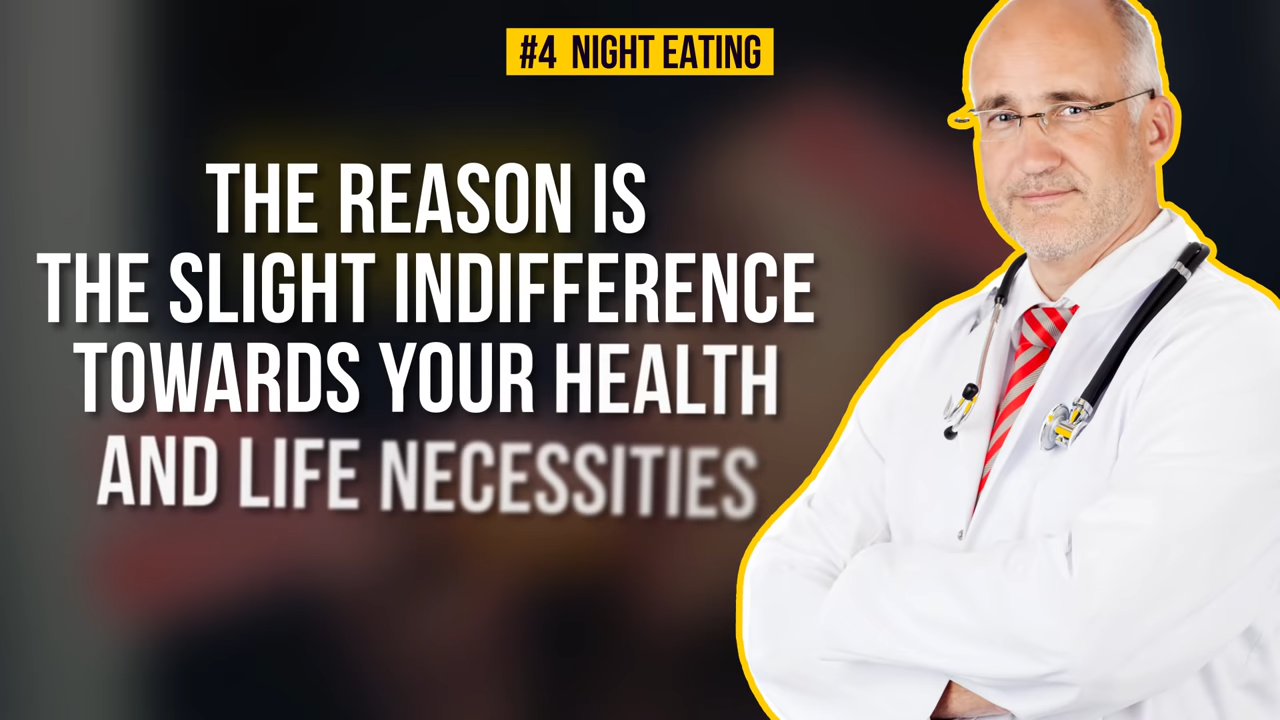 #4 NIGHT EATING
THE REASON IS
THE SLIGHT INDIFFERENCE
TOWARDS YOUR HEALTH
AND LIFE NECESSITIES